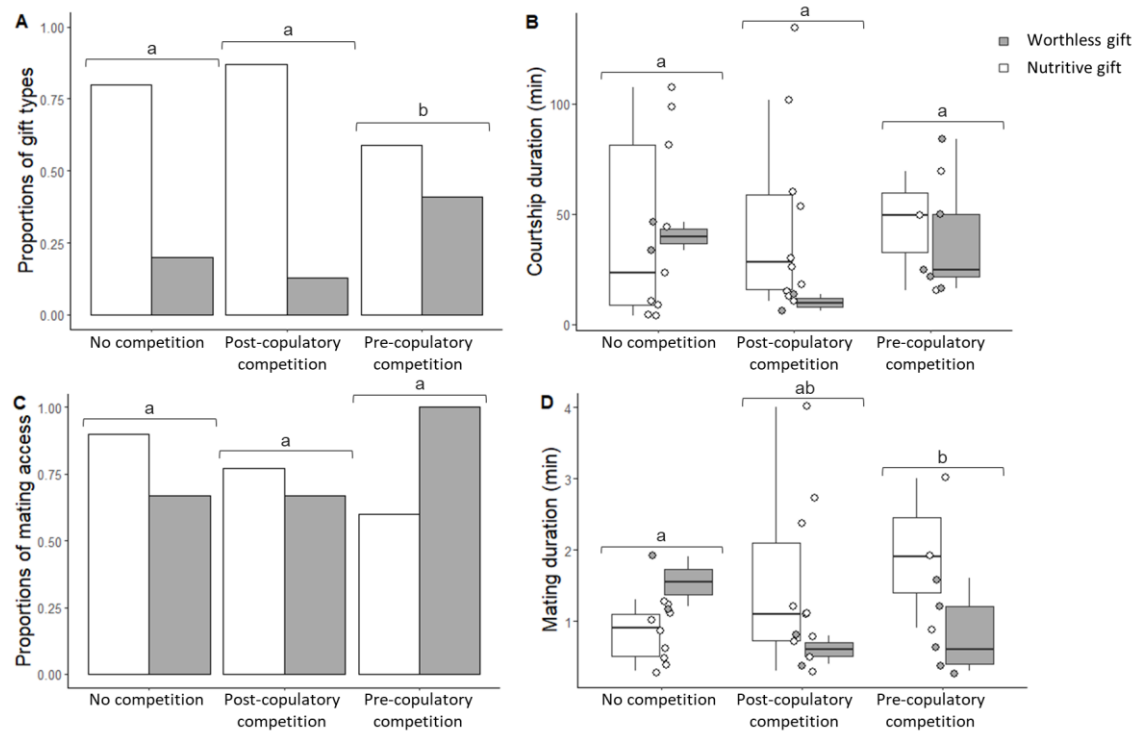 A
Proportions of gift types
1.00
0.75
0.50
0.25
0.00
a
a
b
No competition
Post-copulatory
competition
Pre-copulatory
competition
B
Courtship duration (min)
100
50
0
a
a
a
No competition
Post-copulatory
competition
Pre-copulatory
competition
Worthless gift
Nutritive gift
C
Proportions of mating access
1.00
0.75
0.50
0.25
0.00
a
a
a
No competition
Post-copulatory
competition
Pre-copulatory
competition
D
Mating duration (min)
4
3
2
1
a
ab
b
No competition
Post-copulatory
competition
Pre-copulatory
competition